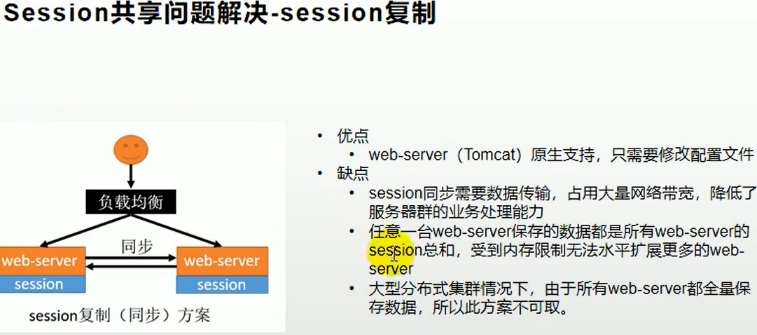 Session共享问题解决-session复制
负载均衡
同步
web-server
web-server
session
session
session复制（同步）方案
• 优点
• web-server（Tomcat）原生支持，只需要修改配置文件
• 缺点
• session同步需要数据传输，占用大量网络带宽，降低了
服务器群的业务处理能力
• 任意一台web-server保存的数据都是所有web-server的
session总和，受到内存限制无法水平扩展更多的web-
server
• 大型分布式集群情况下，由于所有web-server都全量保
存数据，所以此方案不可取。